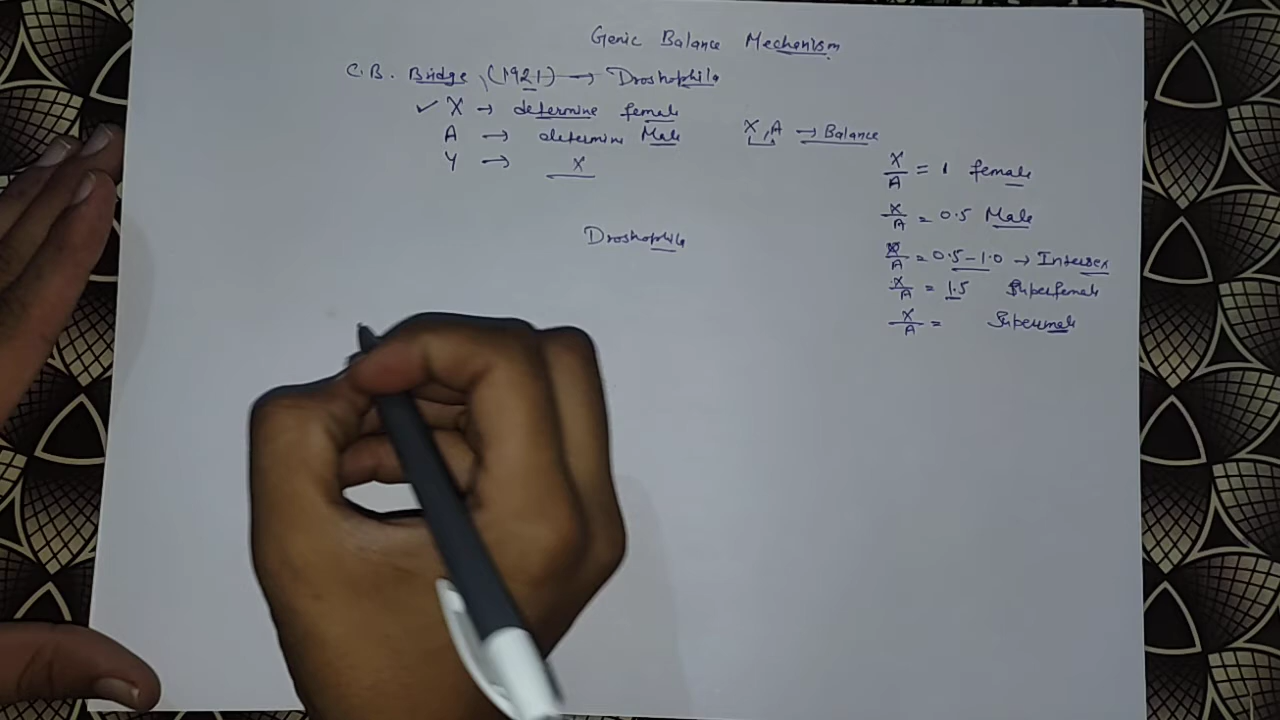 Genic Balance Mechanism
C.B. Bridge, (1921) → Droshophila
✓ X → determine female
A → determine Male
Y → X
X, A → Balance
X/A = 1 female
X/A = 0.5 Male
X/A = 0.5-1.0 → Intersex
X/A = 1.5 Superfemale
X/A = Supermale
Droshophila